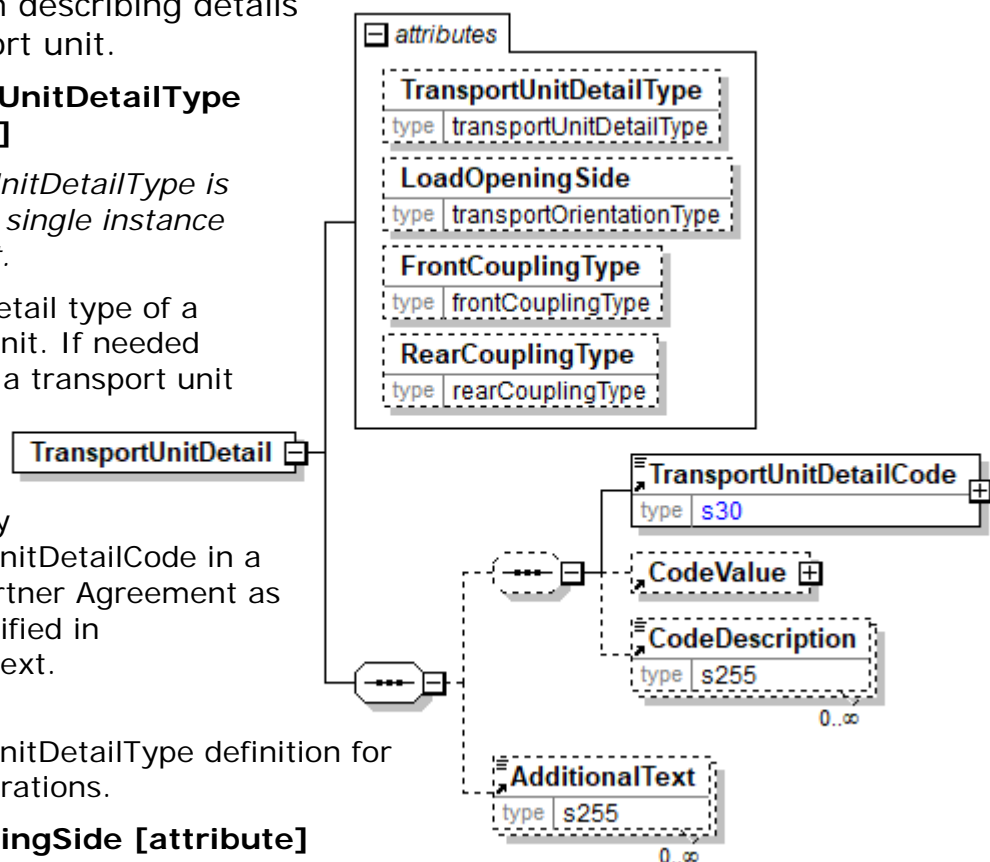 describing details
ort unit.
UnitDetailType
]
nitDetailType is
single instance
t.
etail type of a
nit. If needed
a transport unit
y
nitDetailCode in a
rtner Agreement as
ified in
ext.
nitDetailType definition for
rations.
ingSide [attribute]
TransportUnitDetail
attributes
TransportUnitDetailType
type transportUnitDetailType
LoadOpeningSide
type transportOrientationType
FrontCouplingType
type frontCouplingType
RearCouplingType
type rearCouplingType
TransportUnitDetailCode
type s30
CodeValue
CodeDescription
type s255
0..∞
AdditionalText
type s255
0..∞